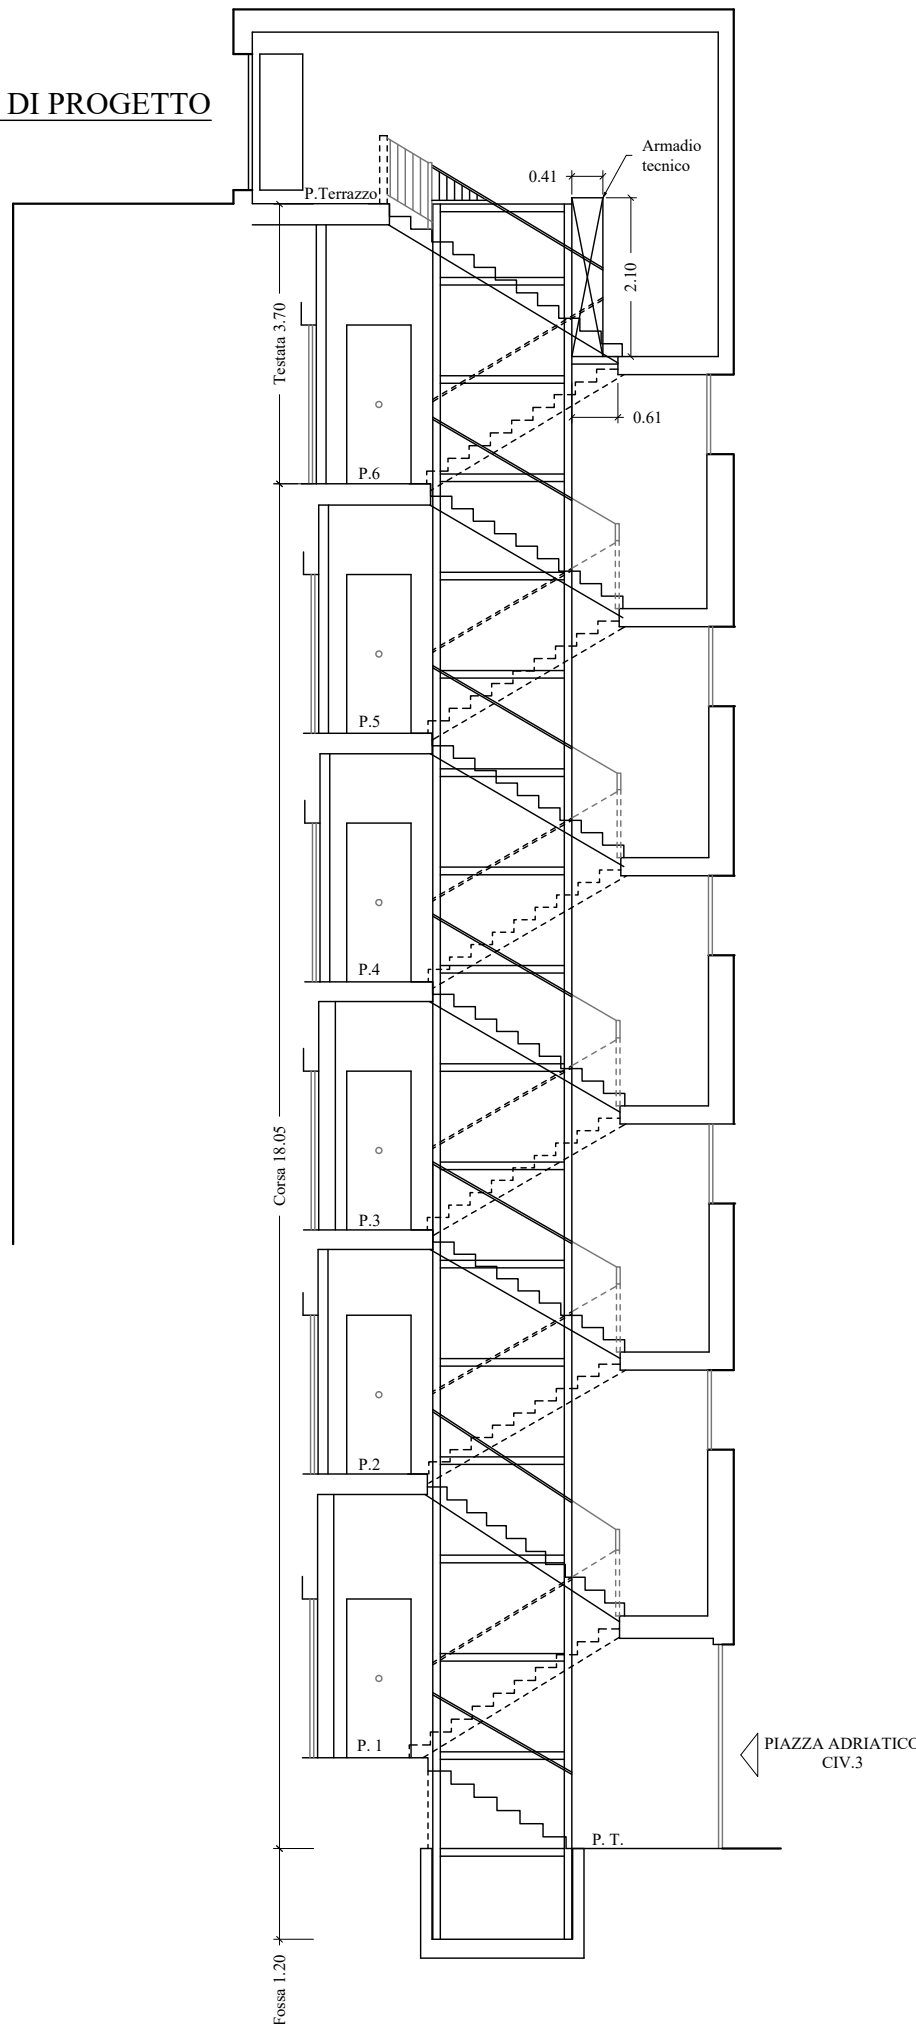 DI PROGETTO
Armadio
tecnico
0.41
P.Terrazzo
2.10
Testata 3.70
0.61
P.6
P.5
P.4
Corsa 18.05
P.3
P.2
P. 1
PIAZZA ADRIATICO
CIV.3
P. T.
Fossa 1.20